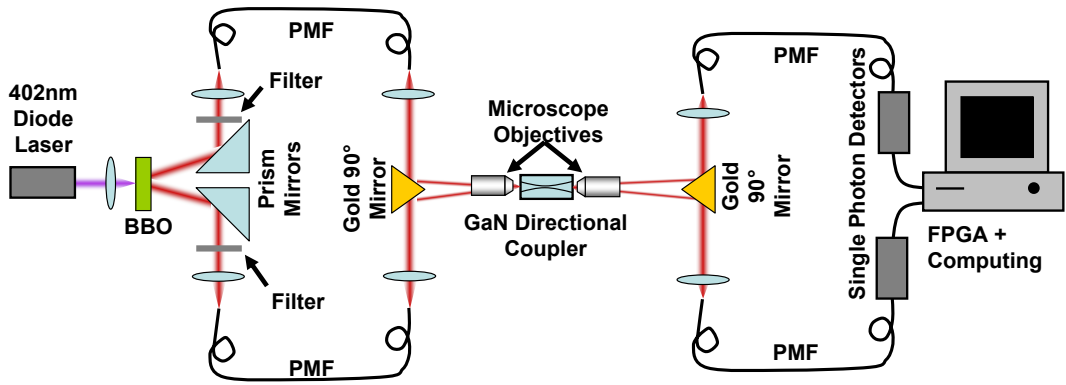 PMF
PMF
Filter
402nm
Diode
Laser
Microscope
Objectives
Prism
Mirrors
Gold 90°
Mirror
Gold
90°
Mirror
Single Photon Detectors
BBO
GaN Directional
Coupler
FPGA +
Computing
Filter
PMF
PMF